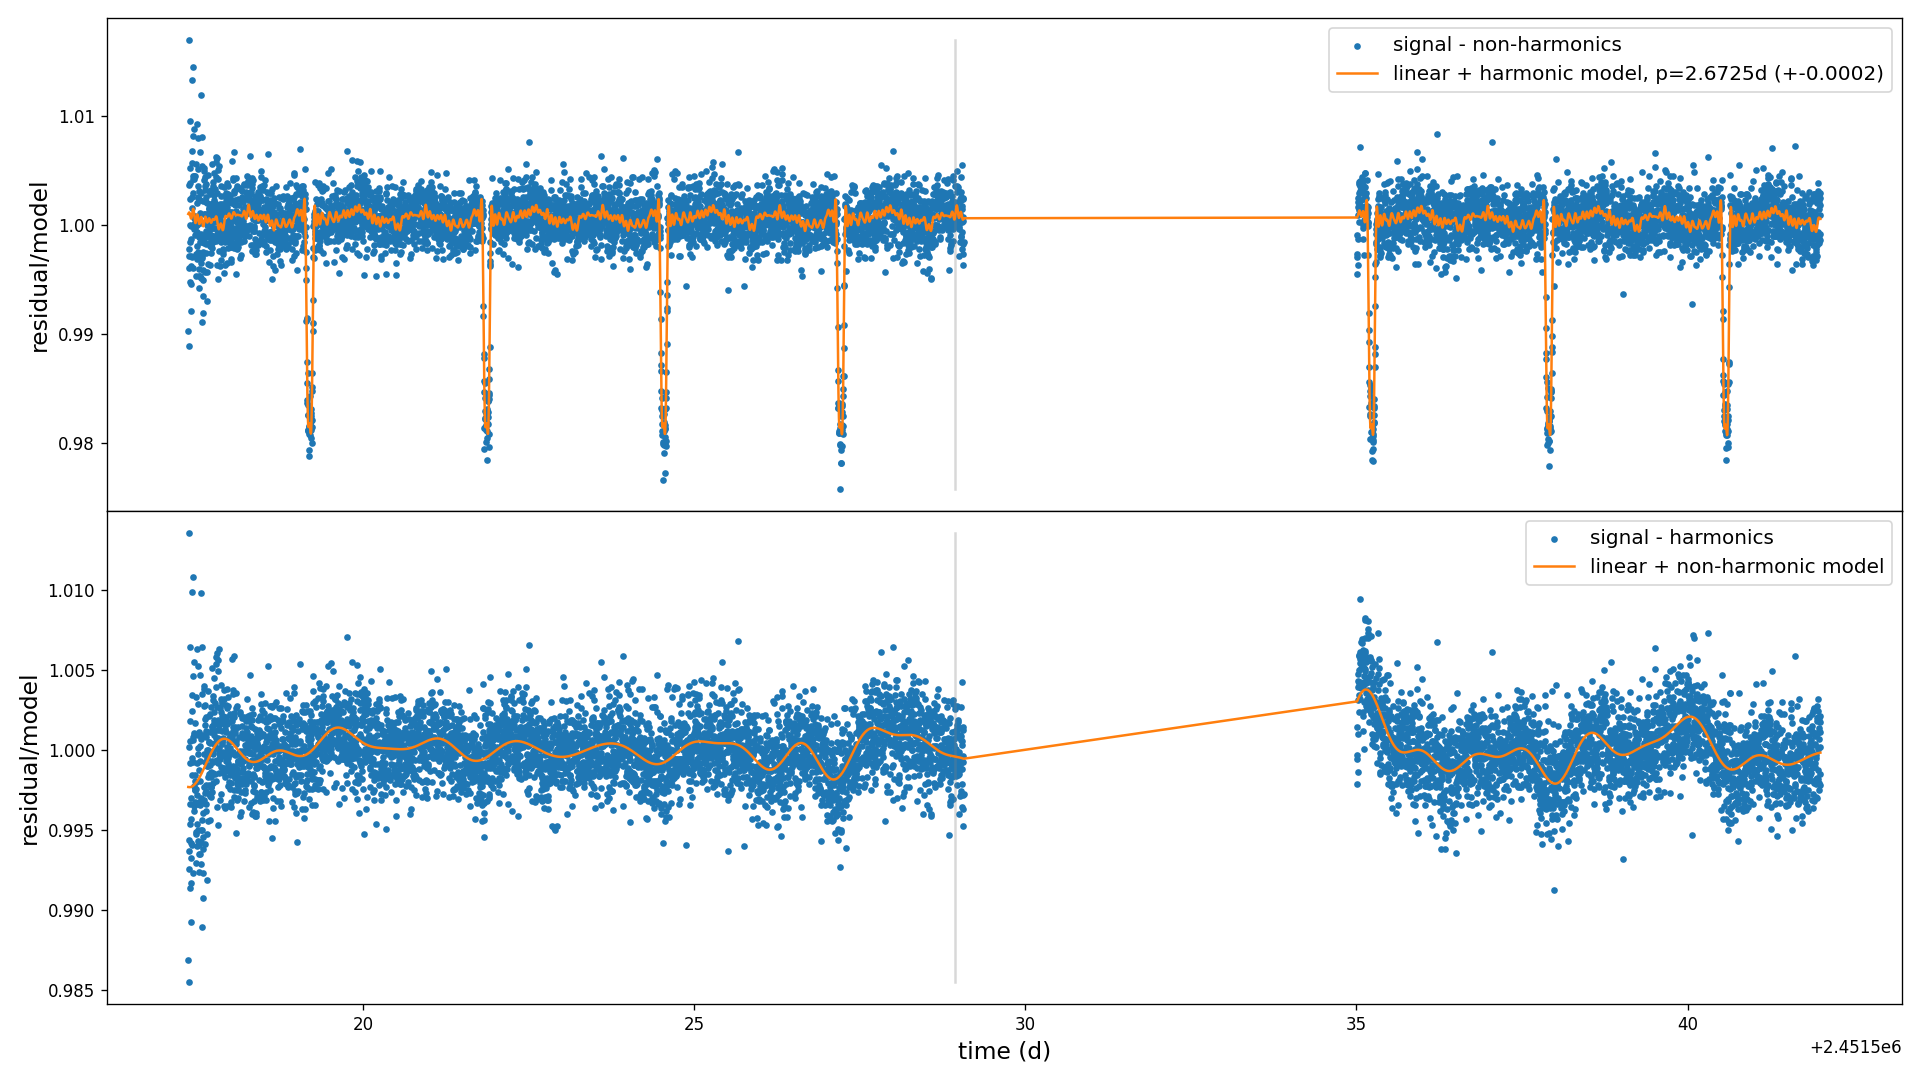 signal - non-harmonics
linear + harmonic model, p=2.6725d (+-0.0002)
1.01
1.00
0.99
0.98
residual/model
signal - harmonics
linear + non-harmonic model
1.010
1.005
1.000
0.995
0.990
0.985
residual/model
20
25
30
35
40
time (d)
+2.4515e6